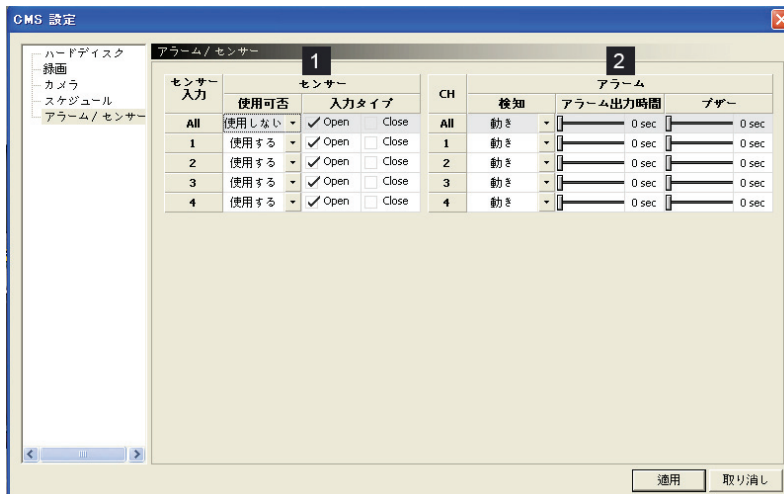 CMS 設定
ハードディスク
録画
カメラ
スケジュール
アラーム/センサー
アラーム/センサー
1
2
センサー入力 センサー
使用可否 入力タイプ
All 使用しない Open Close
1 使用する Open Close
2 使用する Open Close
3 使用する Open Close
4 使用する Open Close
CH アラーム
検知 アラーム出力時間 ブザー
All 動き 0 sec 0 sec
1 動き 0 sec 0 sec
2 動き 0 sec 0 sec
3 動き 0 sec 0 sec
4 動き 0 sec 0 sec
適用 取り消し